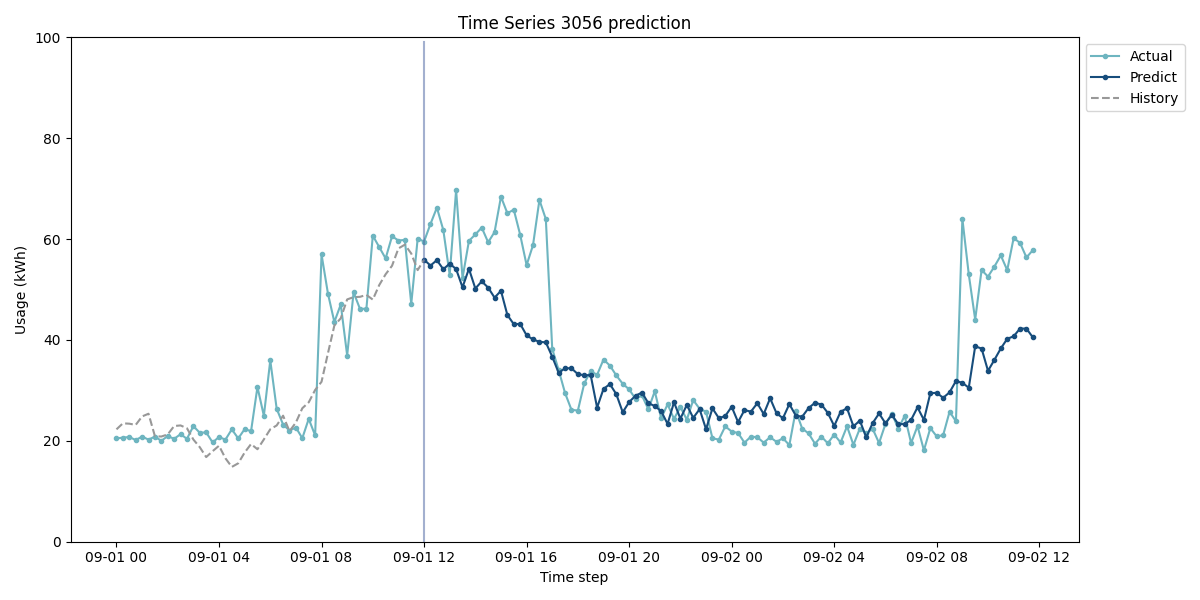 Time Series 3056 prediction
100
80
60
40
20
0
Usage (kWh)
09-01 00
09-01 04
09-01 08
09-01 12
09-01 16
09-01 20
09-02 00
09-02 04
09-02 08
09-02 12
Time step
Actual
Predict
History